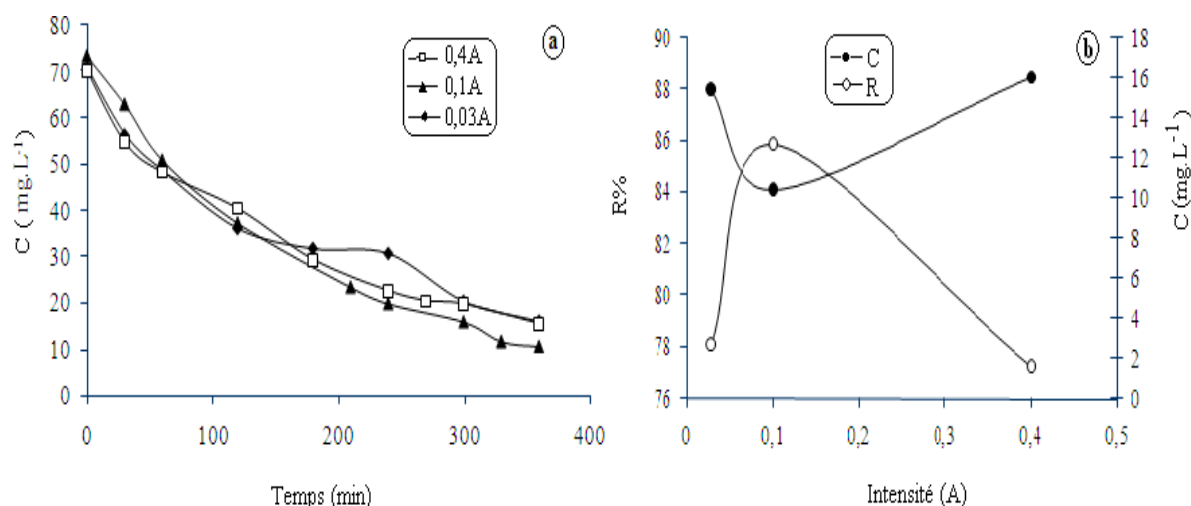 a
0,4A
0,1A
0,03A
C ( mg.L-1)
80
70
60
50
40
30
20
10
0
0 100 200 300 400
Temps (min)
b
C
R
R%
90
88
86
84
82
80
78
76
C (mg.L-1)
18
16
14
12
10
8
6
4
2
0
0 0,1 0,2 0,3 0,4 0,5
Intensité (A)